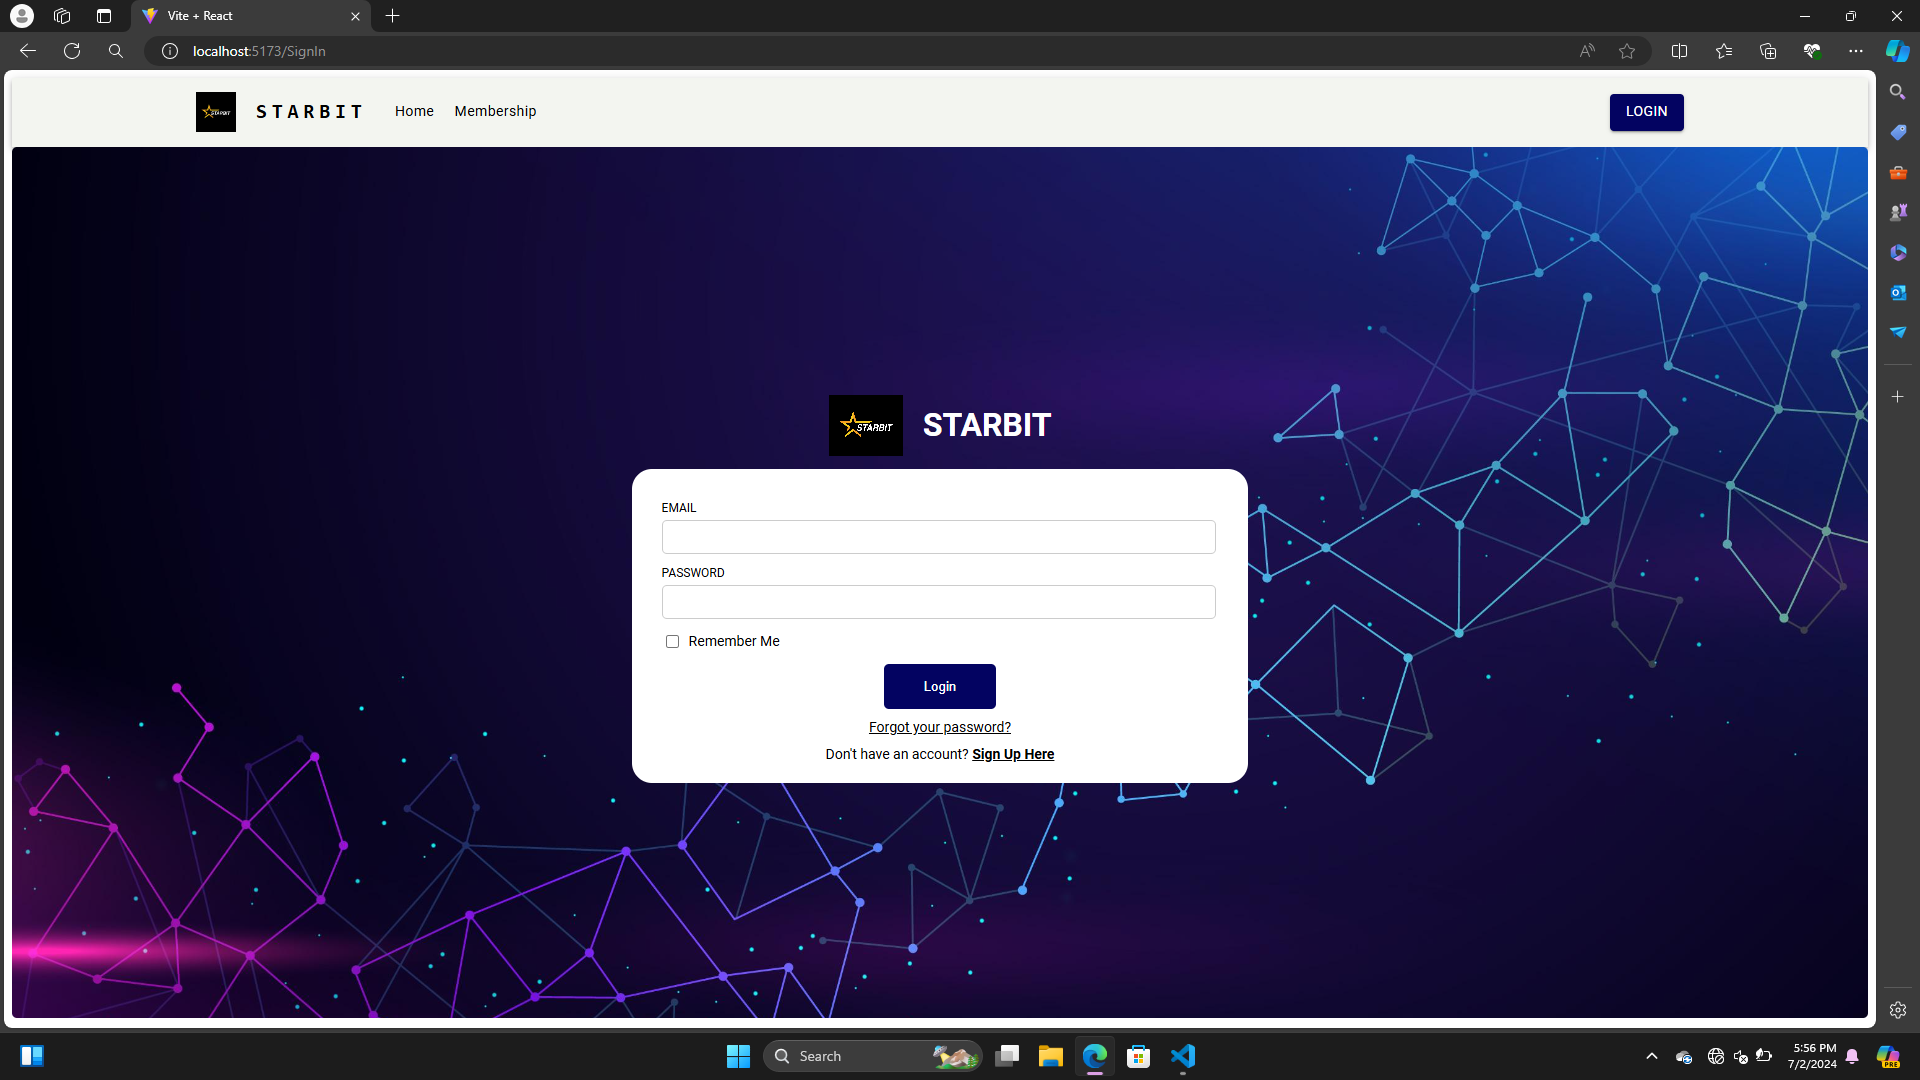 Vite + React
localhost:5173/SignIn
STARBIT
STARBIT
Home
Membership
LOGIN
STARBIT
STARBIT
EMAIL
PASSWORD
Remember Me
Login
Forgot your password?
Don't have an account? Sign Up Here
Search
5:56 PM
7/2/2024
PRE